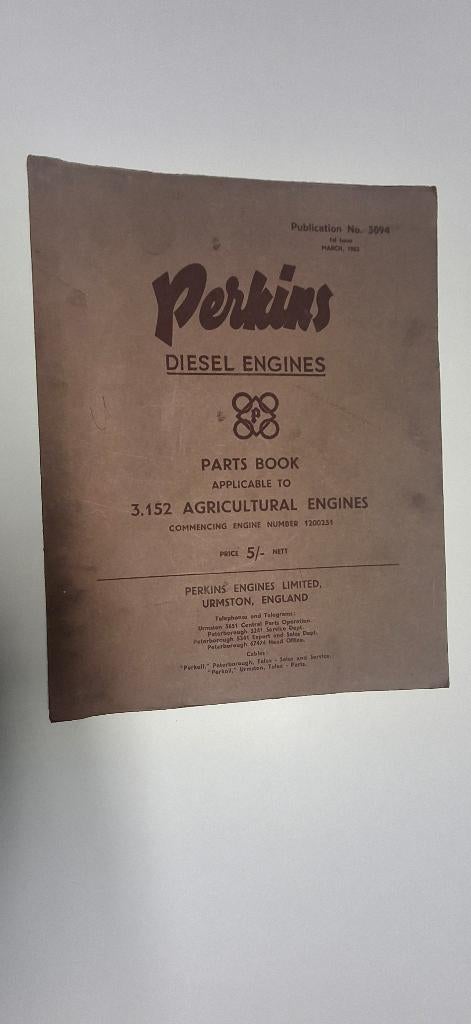 Publication No. 3094
1st Issue
MARCH, 1963
Perkins
DIESEL ENGINES
P
PARTS BOOK
APPLICABLE TO
3.152 AGRICULTURAL ENGINES
COMMENCING ENGINE NUMBER 1200251
PRICE 5/- NETT
PERKINS ENGINES LIMITED,
URMSTON, ENGLAND
Telephones and Telegrams:
Urmston 3651 Central Parts Operation.
Peterborough 3241 Service Dept.
Peterborough 5341 Export and Sales Dept.
Peterborough 67474 Head Office.
Cables:
"Perkoil," Peterborough, Telex - Sales and Service.
"Perkoil," Urmston, Telex - Parts.